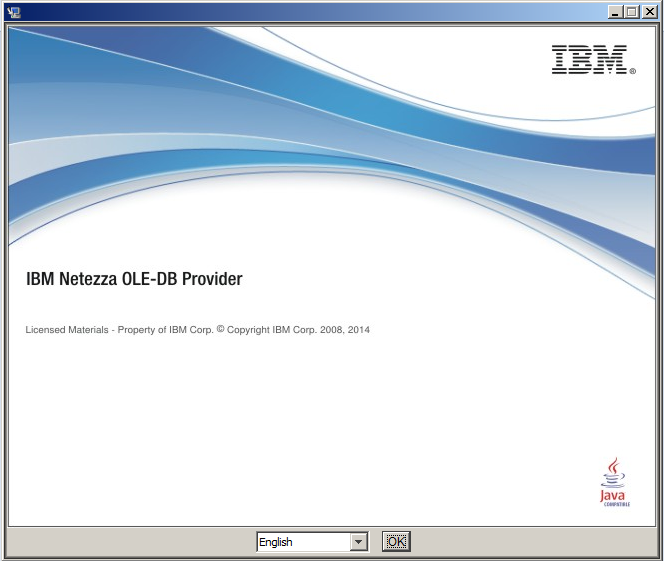 IBM®
IBM Netezza OLE-DB Provider
Licensed Materials - Property of IBM Corp. © Copyright IBM Corp. 2008, 2014
Java
COMPATIBLE
English
OK